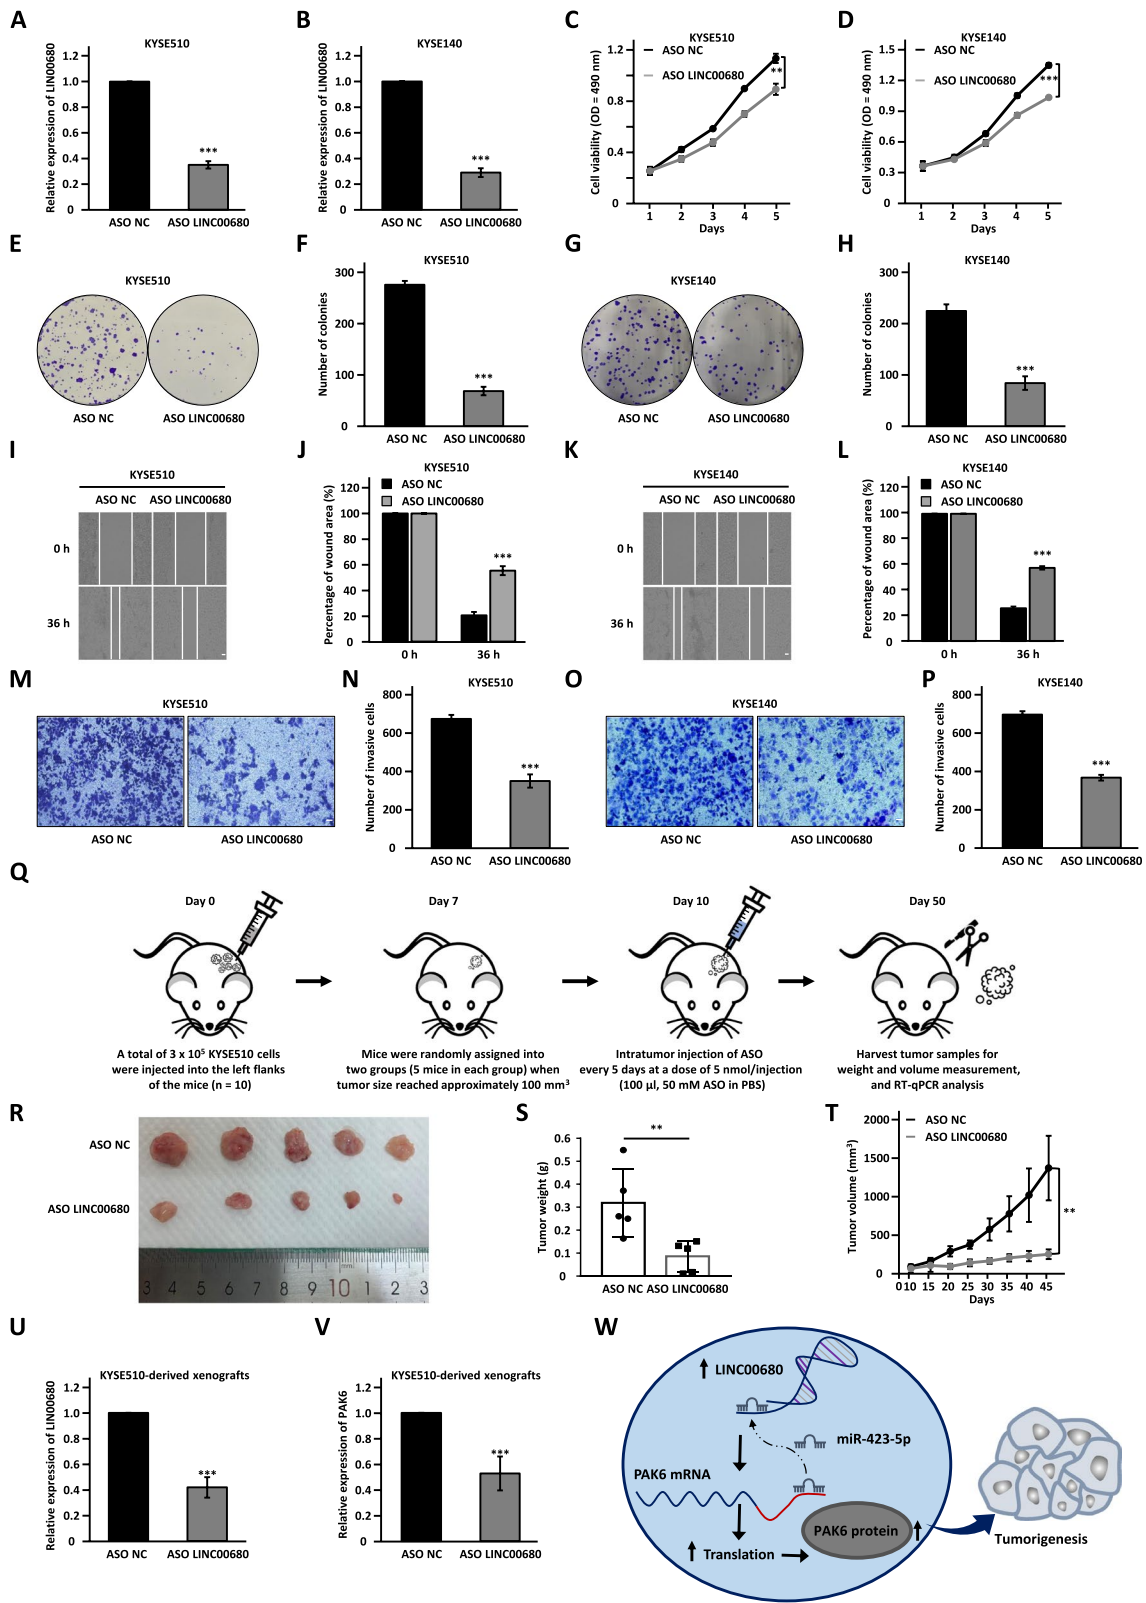 A
KYSE510
Relative expression of LIN00680
1.2
1.0
0.8
0.6
0.4
0.2
0
***
ASO NC
ASO LINC00680
B
KYSE140
Relative expression of LIN00680
1.2
1.0
0.8
0.6
0.4
0.2
0
***
ASO NC
ASO LINC00680
C
KYSE510
ASO NC
ASO LINC00680
Cell viability (OD = 490 nm)
1.2
0.8
0.4
0
**
1 2 3 4 5
Days
D
KYSE140
ASO NC
ASO LINC00680
Cell viability (OD = 490 nm)
1.5
1.2
0.9
0.6
0.3
0
***
1 2 3 4 5
Days
E
KYSE510
ASO NC
ASO LINC00680
F
KYSE510
Number of colonies
300
200
100
0
***
ASO NC
ASO LINC00680
G
KYSE140
ASO NC
ASO LINC00680
H
KYSE140
Number of colonies
300
200
100
0
***
ASO NC
ASO LINC00680
I
KYSE510
ASO NC ASO LINC00680
0 h
36 h
J
KYSE510
ASO NC
ASO LINC00680
Percentage of wound area (%)
120
100
80
60
40
20
0
***
0 h
36 h
K
KYSE140
ASO NC ASO LINC00680
0 h
36 h
L
KYSE140
ASO NC
ASO LINC00680
Percentage of wound area (%)
120
100
80
60
40
20
0
***
0 h
36 h
M
KYSE510
ASO NC
ASO LINC00680
N
KYSE510
Number of invasive cells
800
600
400
200
0
***
ASO NC
ASO LINC00680
O
KYSE140
ASO NC
ASO LINC00680
P
KYSE140
Number of invasive cells
800
600
400
200
0
***
ASO NC
ASO LINC00680
Q
Day 0
A total of 3 x 10⁵ KYSE510 cells
were injected into the left flanks
of the mice (n = 10)
Day 7
Mice were randomly assigned into
two groups (5 mice in each group) when
tumor size reached approximately 100 mm³
Day 10
Intratumor injection of ASO
every 5 days at a dose of 5 nmol/injection
(100 µl, 50 mM ASO in PBS)
Day 50
Harvest tumor samples for
weight and volume measurement,
and RT-qPCR analysis
R
ASO NC
ASO LINC00680
3 4 5 6 7 8 9 10 1 2 3
mm
S
Tumor weight (g)
0.6
0.5
0.4
0.3
0.2
0.1
0
**
ASO NC
ASO LINC00680
T
ASO NC
ASO LINC00680
Tumor volume (mm³)
2000
1500
1000
500
0
**
0 10 15 20 25 30 35 40 45
Days
U
KYSE510-derived xenografts
Relative expression of LIN00680
1.2
1.0
0.8
0.6
0.4
0.2
0
***
ASO NC
ASO LINC00680
V
KYSE510-derived xenografts
Relative expression of PAK6
1.2
1.0
0.8
0.6
0.4
0.2
0
***
ASO NC
ASO LINC00680
W
LINC00680
miR-423-5p
PAK6 mRNA
PAK6 protein
Translation
Tumorigenesis